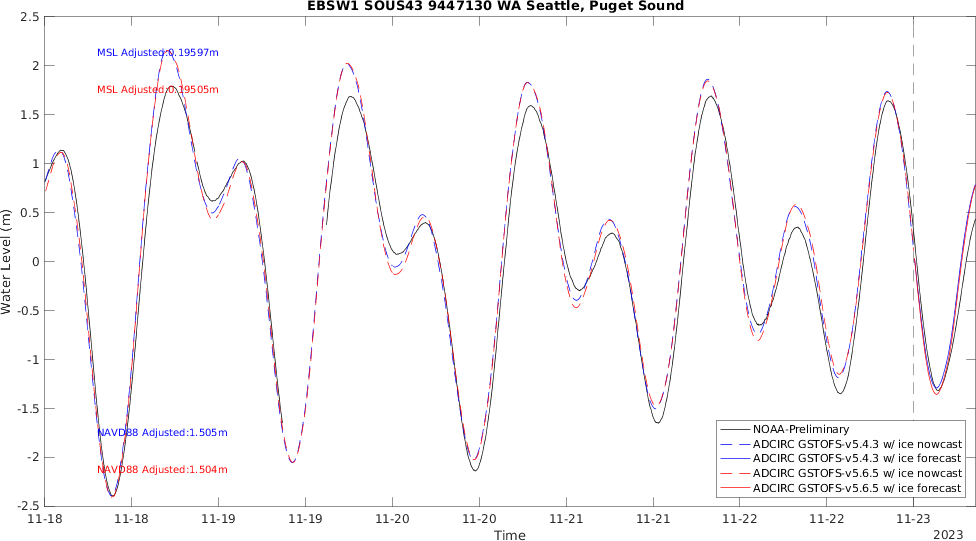 EBSW1 SOUS43 9447130 WA Seattle, Puget Sound
2.5
2
1.5
1
0.5
0
-0.5
-1
-1.5
-2
-2.5
Water Level (m)
MSL Adjusted:0.19597m
MSL Adjusted:0.19505m
NAVD88 Adjusted:1.505m
NAVD88 Adjusted:1.504m
NOAA-Preliminary
ADCIRC GSTOFS-v5.4.3 w/ ice nowcast
ADCIRC GSTOFS-v5.4.3 w/ ice forecast
ADCIRC GSTOFS-v5.6.5 w/ ice nowcast
ADCIRC GSTOFS-v5.6.5 w/ ice forecast
11-18 11-18 11-19 11-19 11-20 11-20 11-21 11-21 11-22 11-22 11-23
Time
2023